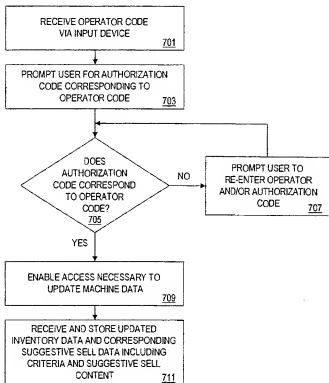 RECEIVE OPERATOR CODE
VIA INPUT DEVICE
701
PROMPT USER FOR AUTHORIZATION
CODE CORRESPONDING TO
OPERATOR CODE
703
DOES
AUTHORIZATION
CODE CORRESPOND
TO OPERATOR
CODE?
705
NO
PROMPT USER TO
RE-ENTER OPERATOR
AND/OR AUTHORIZATION
CODE
707
YES
ENABLE ACCESS NECESSARY TO
UPDATE MACHINE DATA
709
RECEIVE AND STORE UPDATED
INVENTORY DATA AND CORRESPONDING
SUGGESTIVE SELL DATA INCLUDING
CRITERIA AND SUGGESTIVE SELL
CONTENT
711